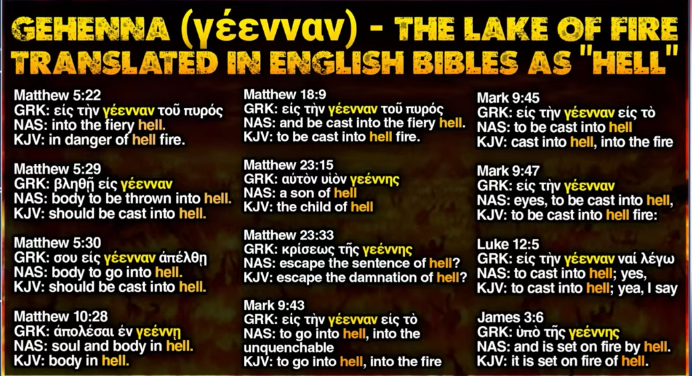 GEHENNA (γέενναν) - THE LAKE OF FIRE
TRANSLATED IN ENGLISH BIBLES AS "HELL"
Matthew 5:22
GRK: εἰς τὴν γέενναν τοῦ πυρός
NAS: into the fiery hell.
KJV: in danger of hell fire.
Matthew 5:29
GRK: βληθῇ εἰς γέενναν
NAS: body to be thrown into hell.
KJV: should be cast into hell.
Matthew 5:30
GRK: σου εἰς γέενναν ἀπέλθῃ
NAS: body to go into hell.
KJV: should be cast into hell.
Matthew 10:28
GRK: ἀπολέσαι ἐν γεέννῃ
NAS: soul and body in hell.
KJV: body in hell.
Matthew 18:9
GRK: εἰς τὴν γέενναν τοῦ πυρός
NAS: and be cast into the fiery hell.
KJV: to be cast into hell fire.
Matthew 23:15
GRK: αὐτὸν υἱὸν γεέννης
NAS: a son of hell
KJV: the child of hell
Matthew 23:33
GRK: κρίσεως τῆς γεέννης
NAS: escape the sentence of hell?
KJV: escape the damnation of hell?
Mark 9:43
GRK: εἰς τὴν γέενναν εἰς τὸ
NAS: to go into hell, into the
unquenchable
KJV: to go into hell, into the fire
Mark 9:45
GRK: εἰς τὴν γέενναν εἰς τὸ
NAS: to be cast into hell
KJV: cast into hell, into the fire
Mark 9:47
GRK: εἰς τὴν γέενναν
NAS: eyes, to be cast into hell,
KJV: to be cast into hell fire:
Luke 12:5
GRK: εἰς τὴν γέενναν ναί λέγω
NAS: to cast into hell; yes,
KJV: to cast into hell; yea, I say
James 3:6
GRK: ὑπὸ τῆς γεέννης
NAS: and is set on fire by hell.
KJV: it is set on fire of hell.